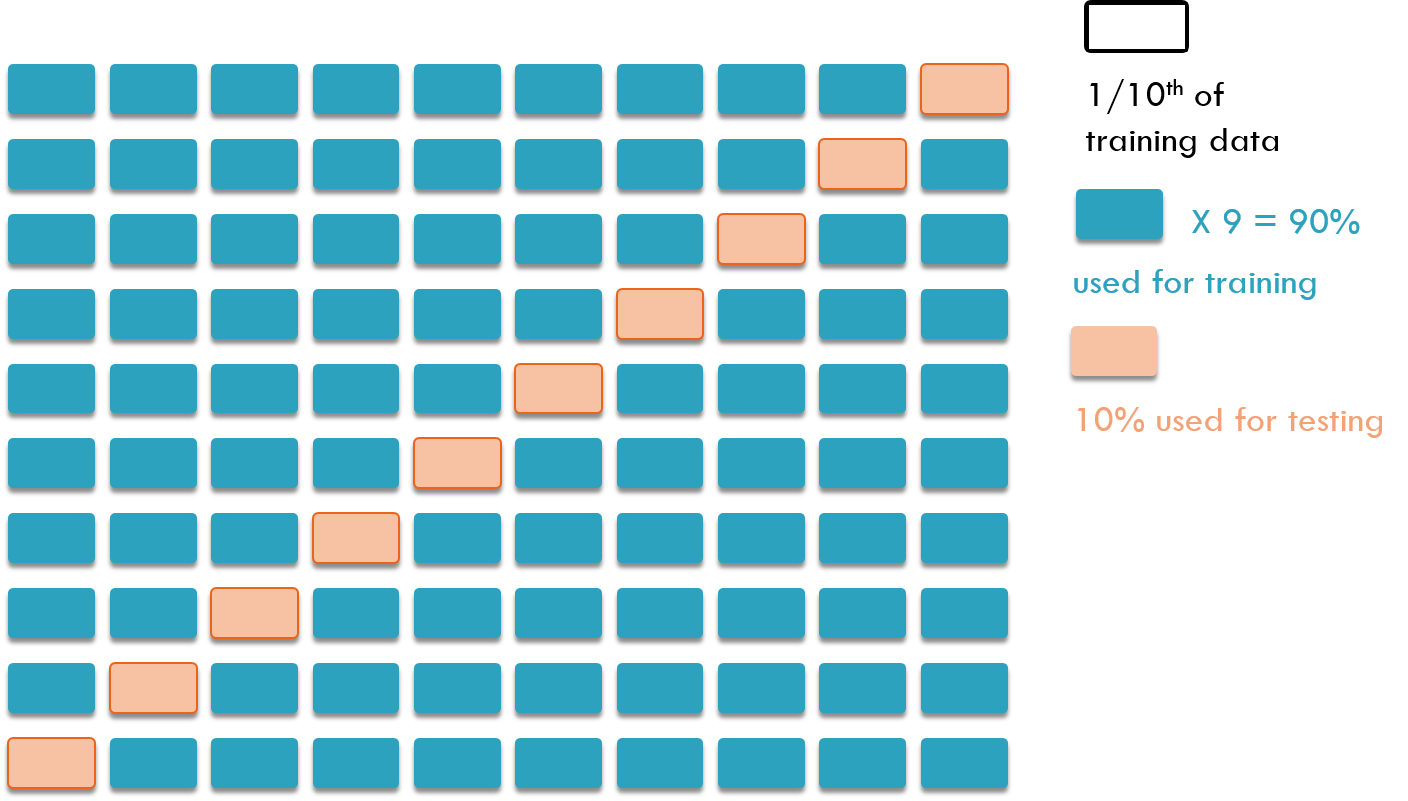 1/10th of
training data
X 9 = 90%
used for training
10% used for testing